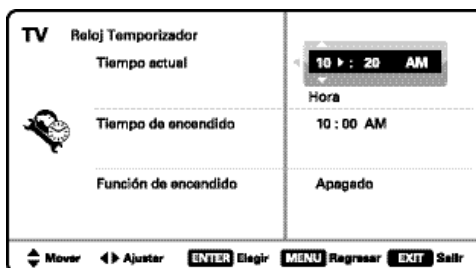 TV Reloj Temporizador
Tiempo actual 10 : 20 AM
Hora
Tiempo de encendido 10 : 00 AM
Función de encendido Apagado
Mover Ajustar ENTER Elegir MENU Regresar EXIT Salir